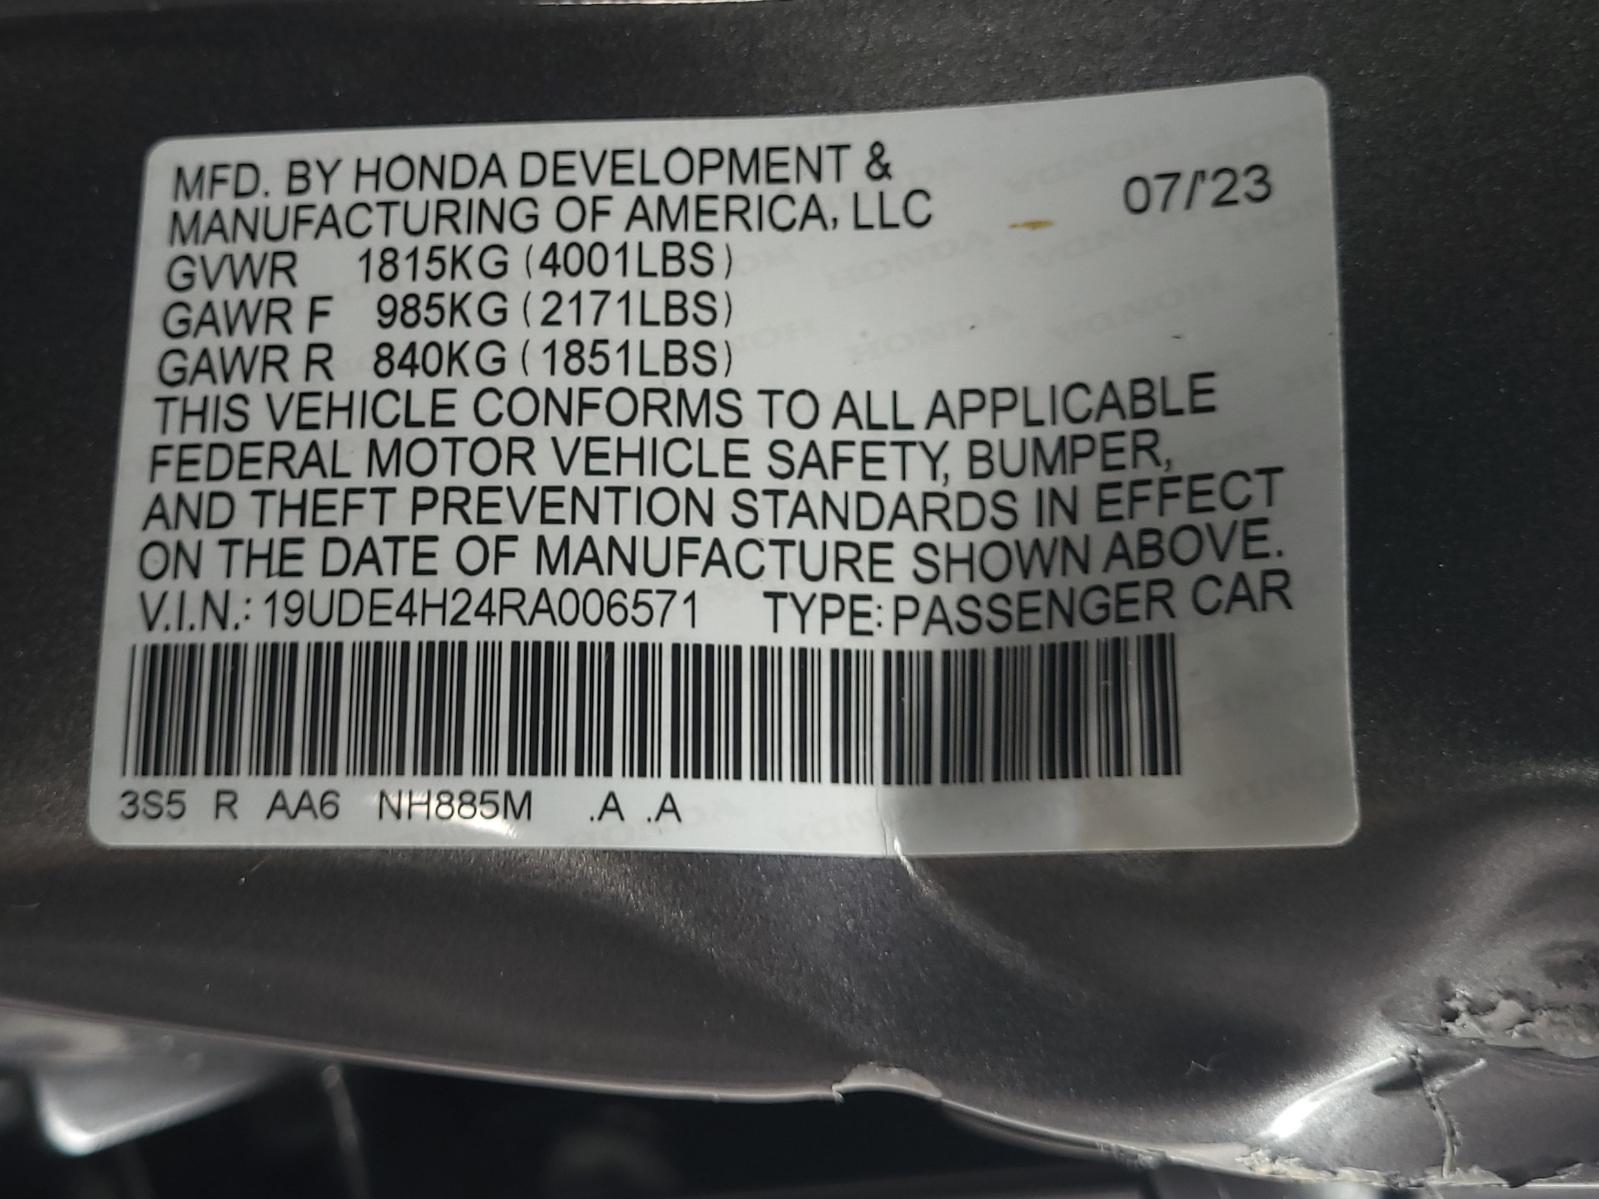 MFD. BY HONDA DEVELOPMENT &
MANUFACTURING OF AMERICA, LLC 07/'23
GVWR 1815KG (4001LBS)
GAWR F 985KG (2171LBS)
GAWR R 840KG (1851LBS)
THIS VEHICLE CONFORMS TO ALL APPLICABLE
FEDERAL MOTOR VEHICLE SAFETY, BUMPER,
AND THEFT PREVENTION STANDARDS IN EFFECT
ON THE DATE OF MANUFACTURE SHOWN ABOVE.
V.I.N.: 19UDE4H24RA006571 TYPE: PASSENGER CAR
3S5 R AA6 NH885M .A .A